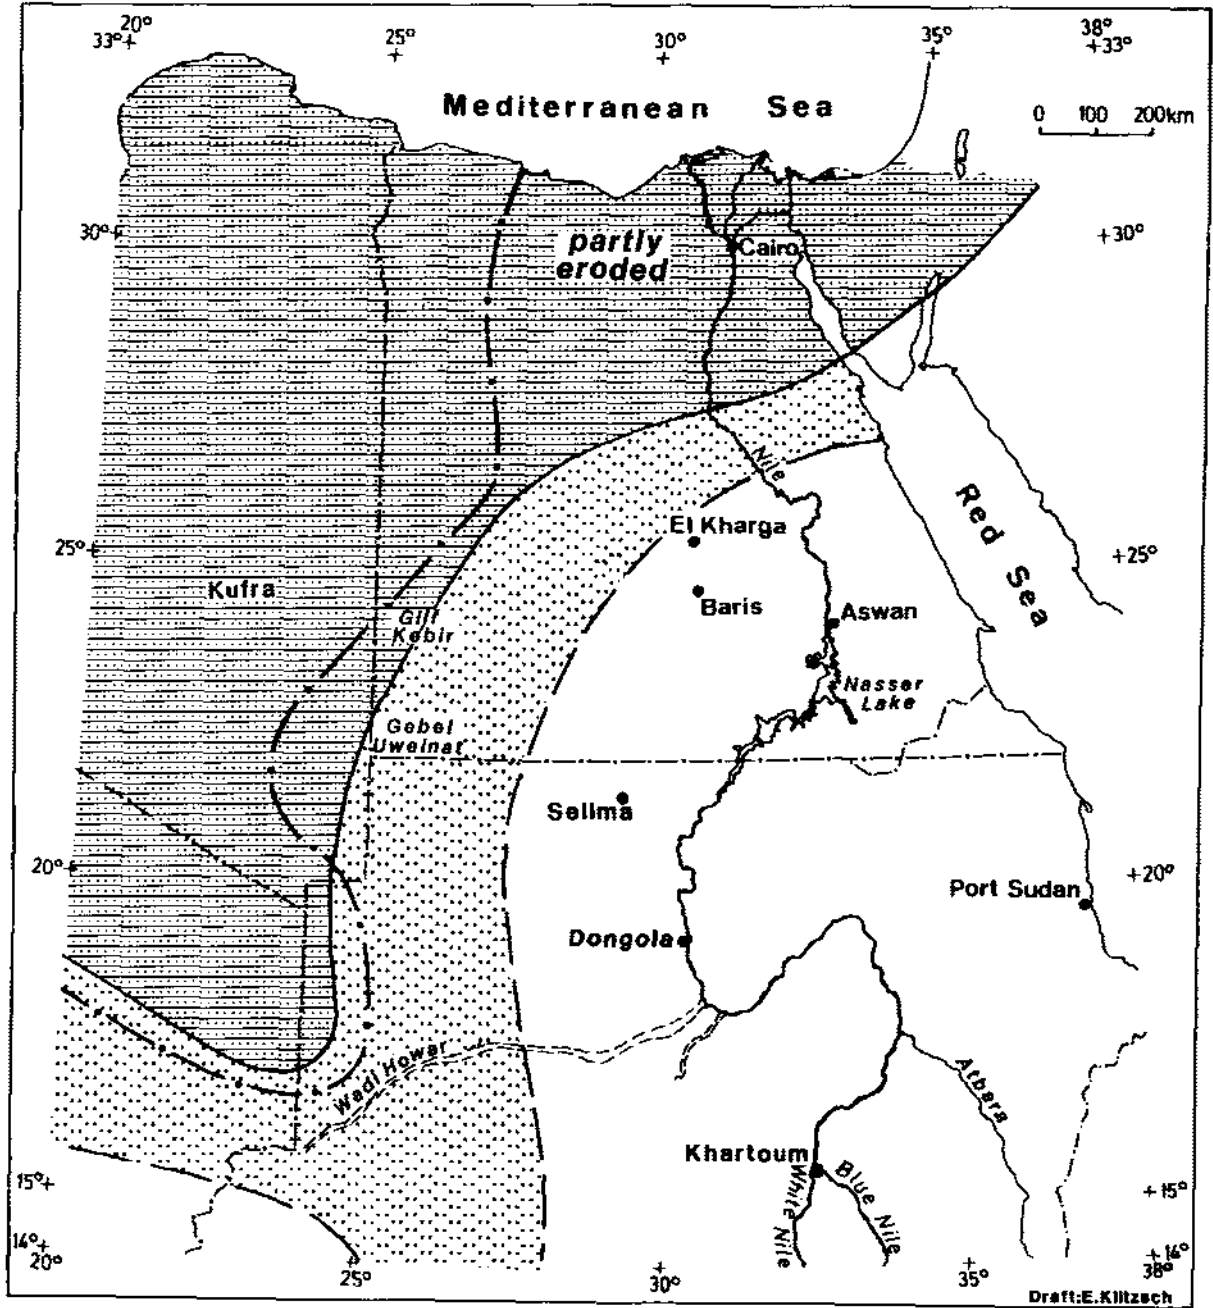 20°
33°
25°
30°
35°
38°
+33°
Mediterranean Sea
0 100 200km
30°
partly
eroded
Cairo
+30°
Nile
El Kharga
Red Sea
25°
+25°
Kufra
Baris
Gilf
Kebir
Aswan
Nasser
Lake
Gebel
Uweinat
Selima
20°
+20°
Port Sudan
Dongola
Wadi Howar
Atbara
Khartoum
15°+
White Nile
Blue Nile
+15°
14°+
20°
25°
30°
35°
+14°
38°
Draft:E.Klitzsch